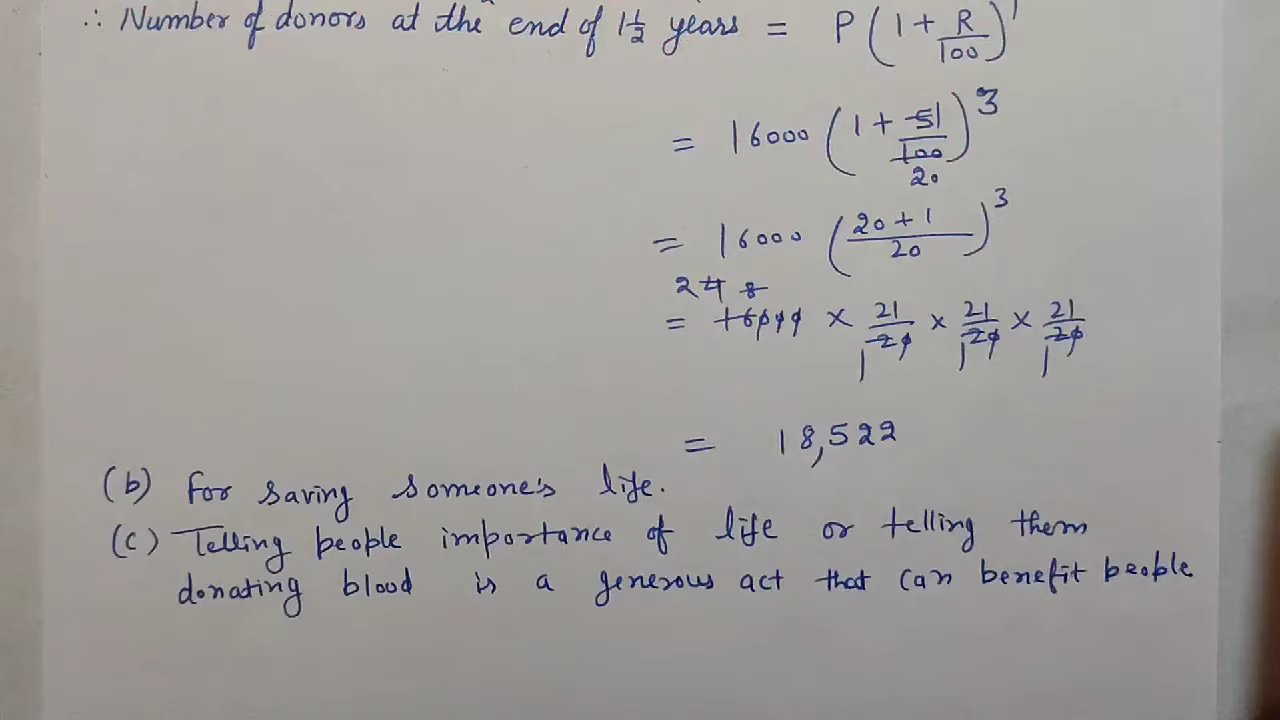 ∴ Number of donors at the end of 1½ years = P(1 + R/100)
= 16000 (1 + 51/100 20)³
= 16000 (20 + 1/20)³
2 4 8
= 16000 × 21/20 × 21/20 × 21/20
1 1 1
= 18,522
(b) For saving someone's life.
(c) Telling people importance of life or telling them
donating blood is a generous act that can benefit people